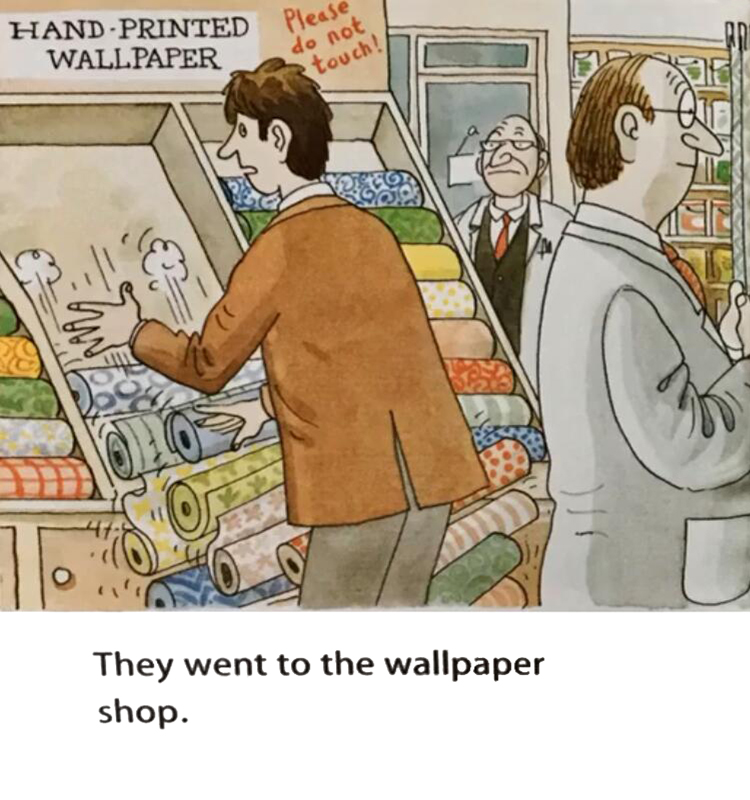 HAND-PRINTED
WALLPAPER
Please
do not
touch!
They went to the wallpaper
shop.